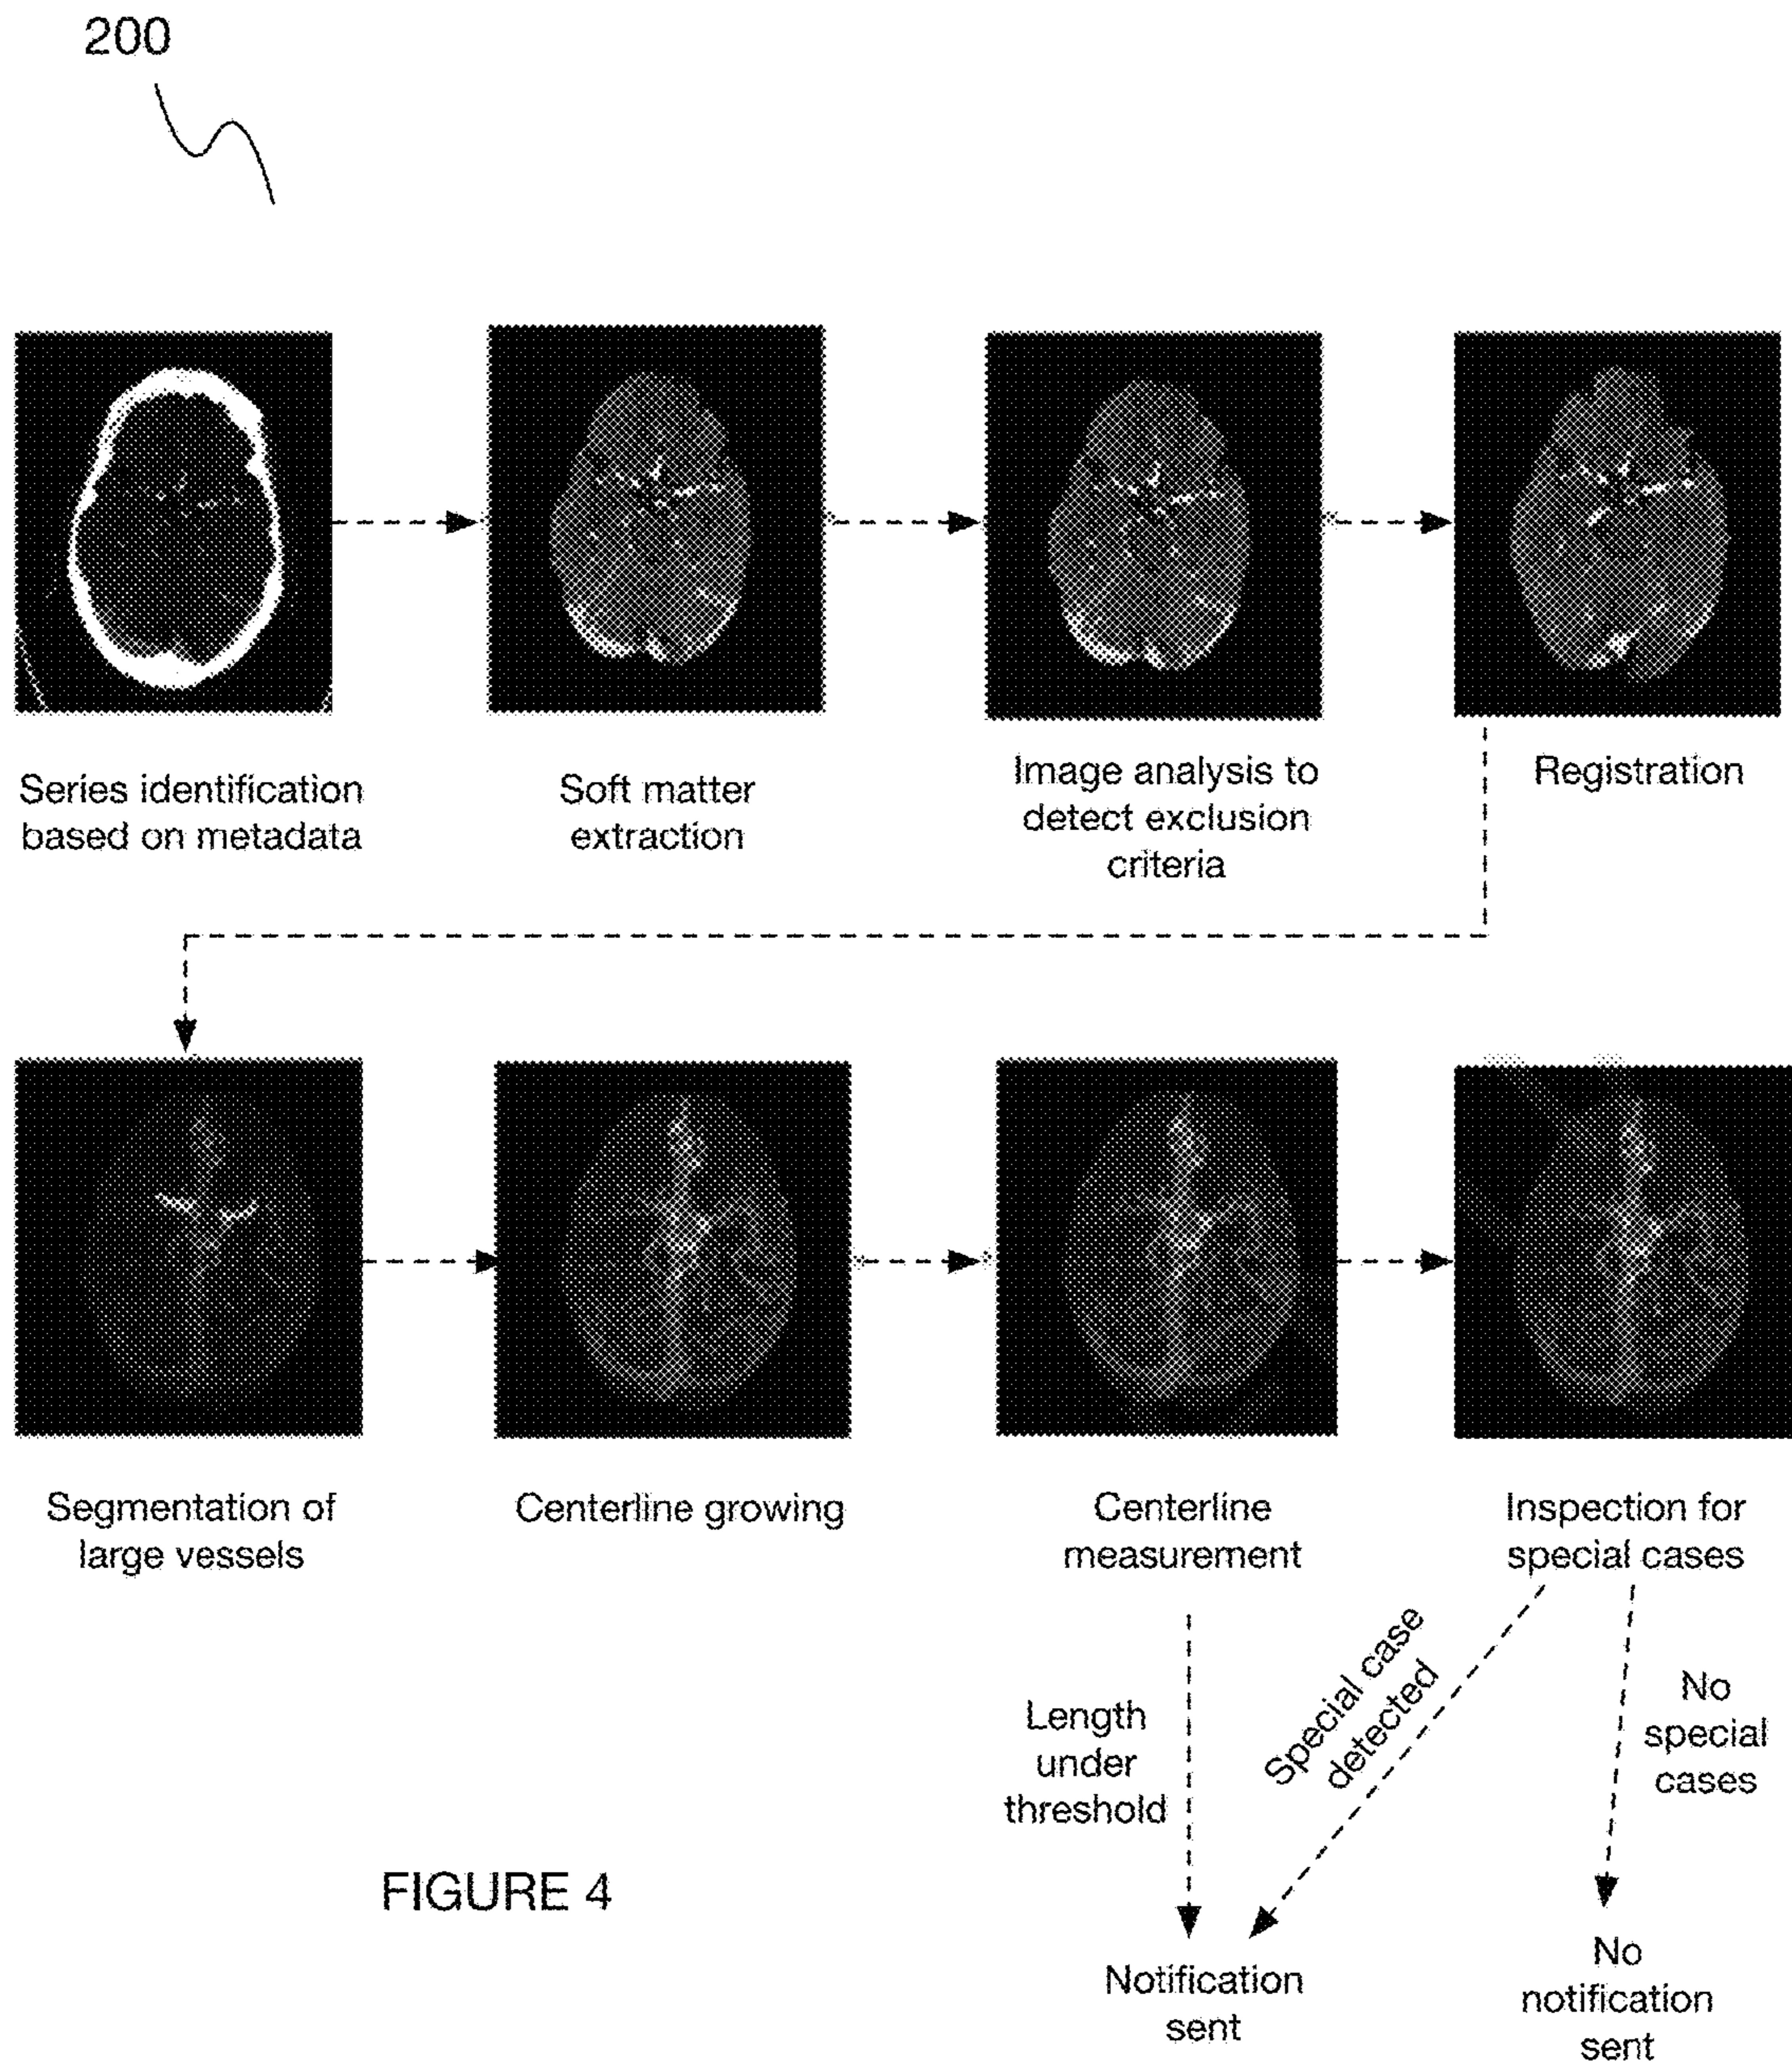 200
Series identification
based on metadata
Soft matter
extraction
Image analysis to
detect exclusion
criteria
Registration
Segmentation of
large vessels
Centerline growing
Centerline
measurement
Inspection for
special cases
Length
under
threshold
Special case
detected
No
special
cases
Notification
sent
No
notification
sent
FIGURE 4